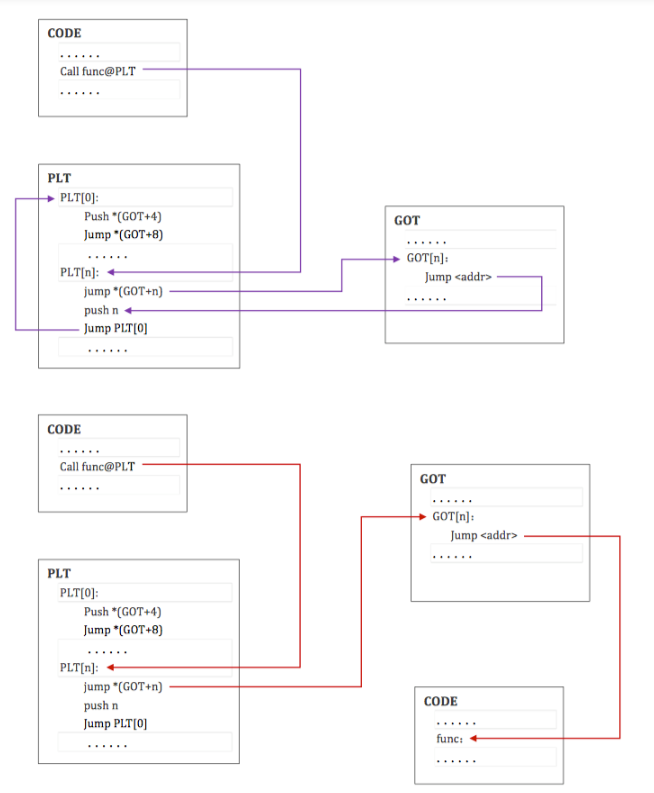 CODE
......
Call func@PLT
......
PLT
PLT[0]:
Push *(GOT+4)
Jump *(GOT+8)
......
PLT[n]:
jump *(GOT+n)
push n
Jump PLT[0]
......
GOT
......
GOT[n]:
Jump <addr>
......
CODE
......
Call func@PLT
......
PLT
PLT[0]:
Push *(GOT+4)
Jump *(GOT+8)
......
PLT[n]:
jump *(GOT+n)
push n
Jump PLT[0]
......
GOT
......
GOT[n]:
Jump <addr>
......
CODE
......
func:
......